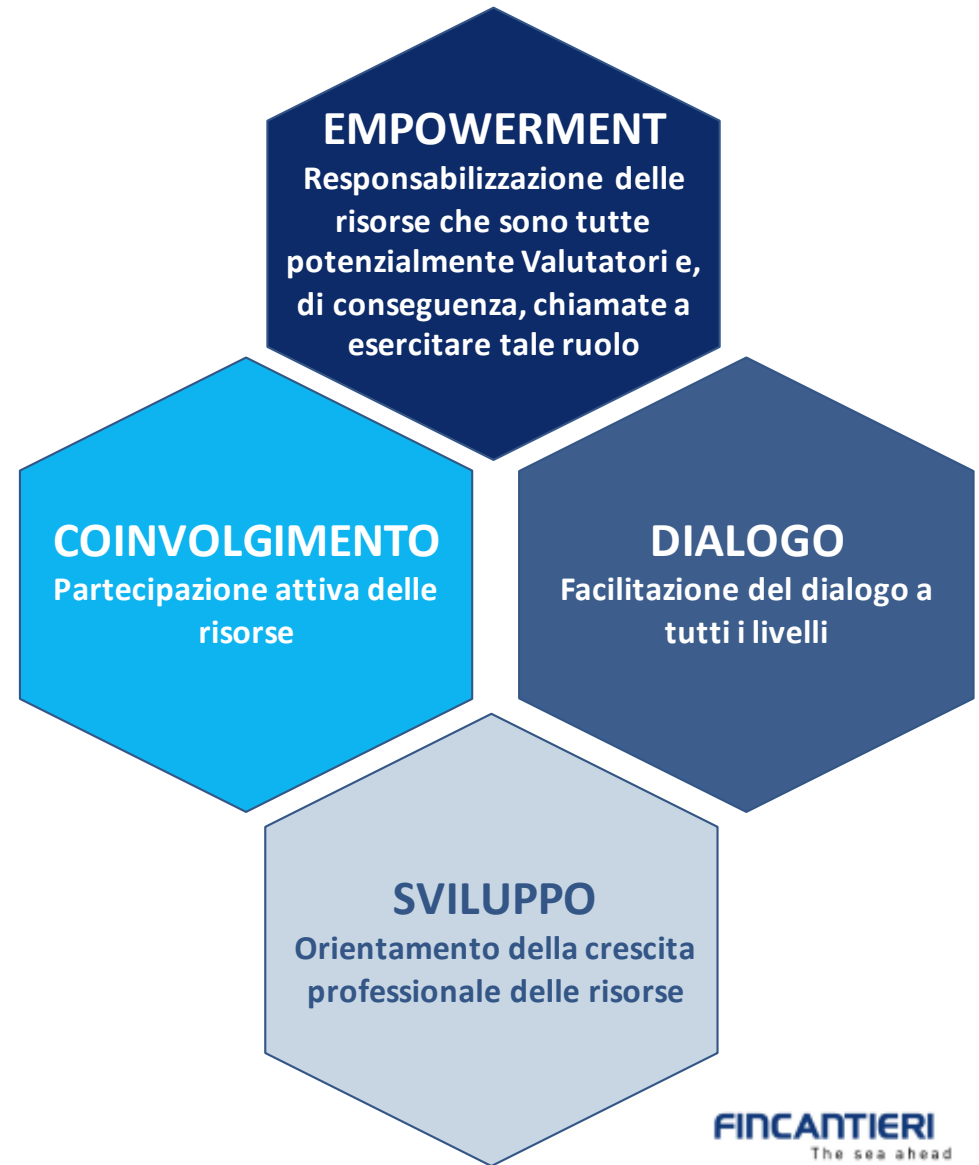 EMPOWERMENT
Responsabilizzazione delle
risorse che sono tutte
potenzialmente Valutatori e,
di conseguenza, chiamate a
esercitare tale ruolo
COINVOLGIMENTO
Partecipazione attiva delle
risorse
DIALOGO
Facilitazione del dialogo a
tutti i livelli
SVILUPPO
Orientamento della crescita
professionale delle risorse
FINCANTIERI
The sea ahead